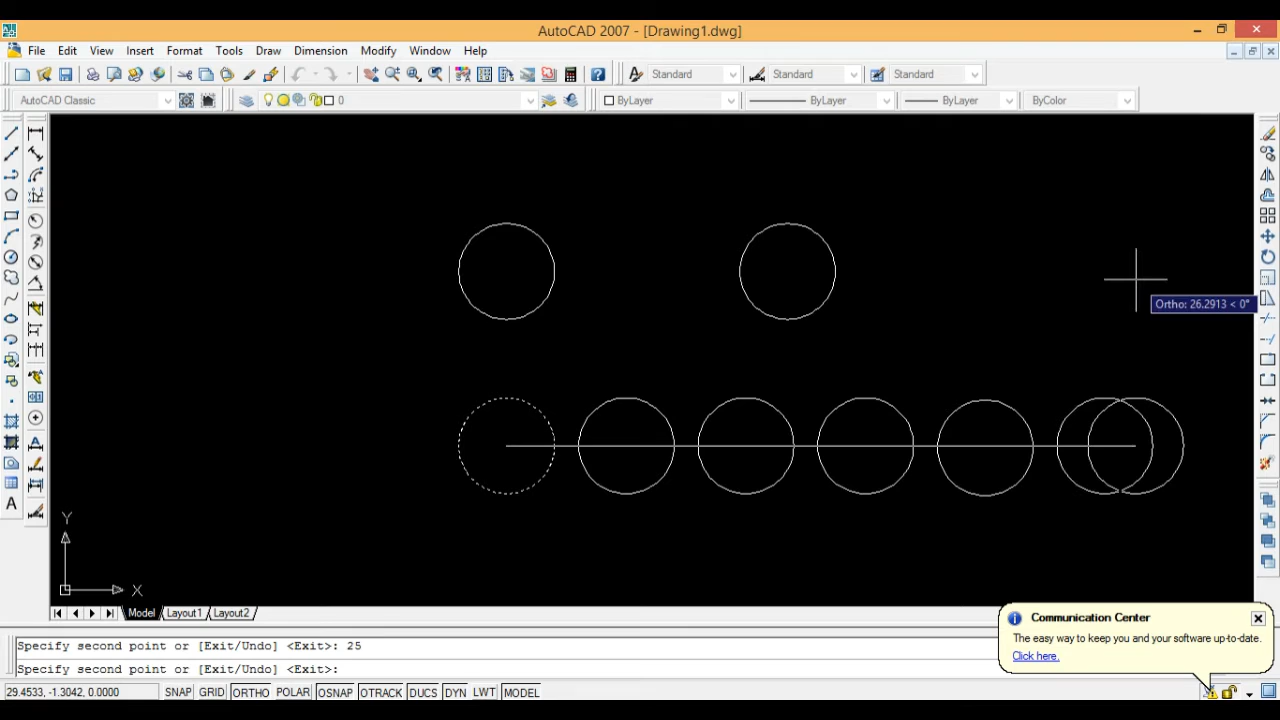 AutoCAD 2007 - [Drawing1.dwg]
File Edit View Insert Format Tools Draw Dimension Modify Window Help
Standard Standard Standard
AutoCAD Classic 0 ByLayer ByLayer ByLayer ByColor
Ortho: 26.2913 < 0°
A
Y
X
Model Layout1 Layout2
Communication Center
The easy way to keep you and your software up-to-date.
Click here.
Specify second point or [Exit/Undo] <Exit>: 25
Specify second point or [Exit/Undo] <Exit>:
29.4533, -1.3042, 0.0000 SNAP GRID ORTHO POLAR OSNAP OTRACK DUCS DYN LWT MODEL